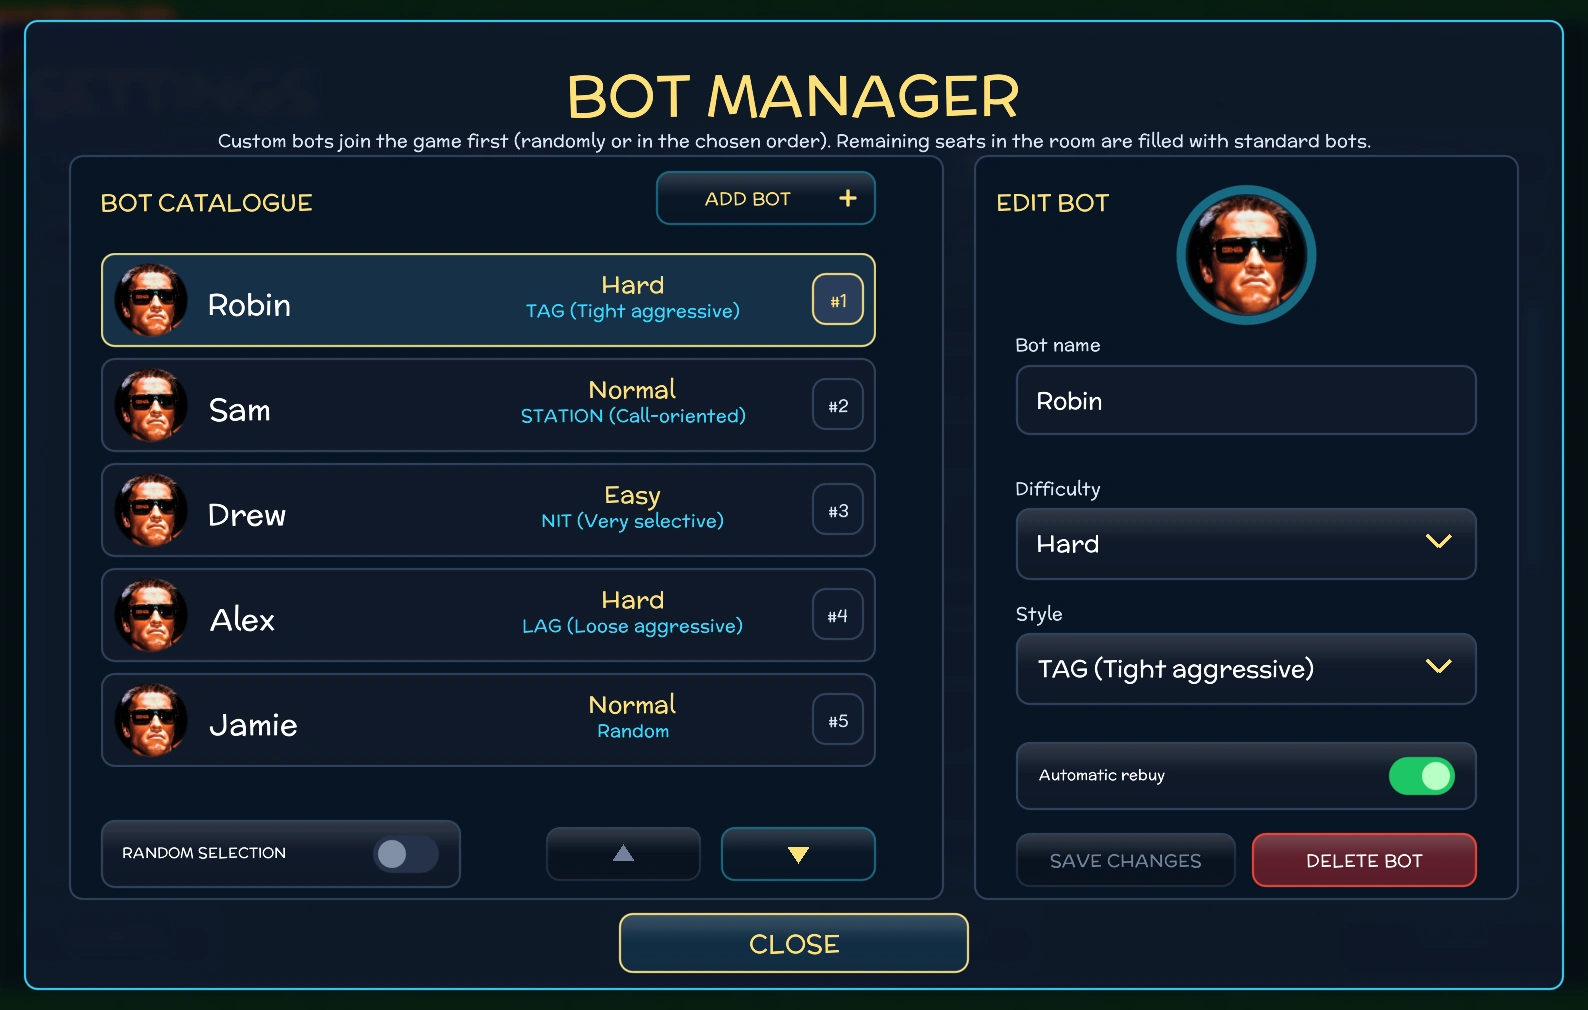 SETTINGS
BOT MANAGER
Custom bots join the game first (randomly or in the chosen order). Remaining seats in the room are filled with standard bots.
BOT CATALOGUE
ADD BOT +
Robin
Hard
TAG (Tight aggressive)
#1
Sam
Normal
STATION (Call-oriented)
#2
Drew
Easy
NIT (Very selective)
#3
Alex
Hard
LAG (Loose aggressive)
#4
Jamie
Normal
Random
#5
RANDOM SELECTION
EDIT BOT
Bot name
Robin
Difficulty
Hard
Style
TAG (Tight aggressive)
Automatic rebuy
SAVE CHANGES
DELETE BOT
CLOSE